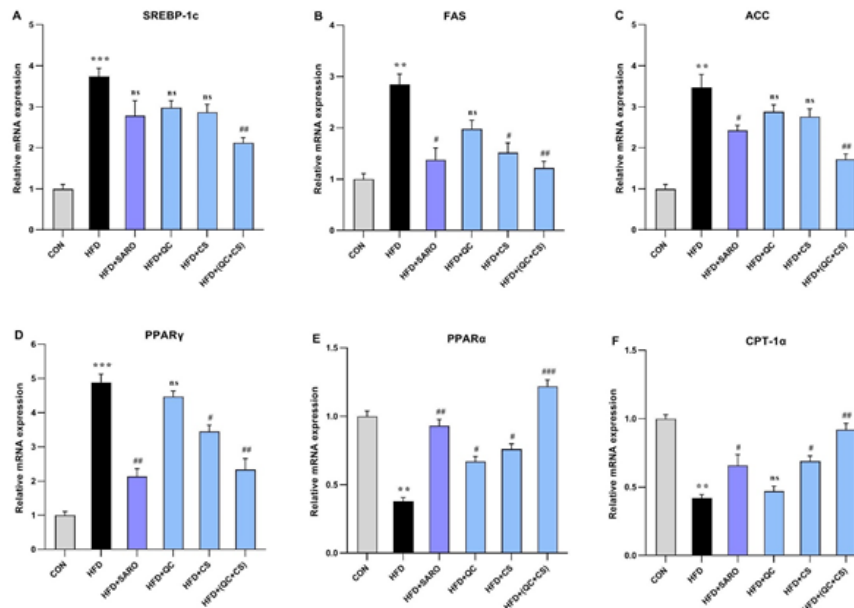 A
SREBP-1c
Relative mRNA expression
5
4
3
2
1
0
***
ns
ns
ns
##
CON
HFD
HFD+SARO
HFD+QC
HFD+CS
HFD+(QC+CS)
B
FAS
Relative mRNA expression
4
3
2
1
0
**
#
ns
#
##
CON
HFD
HFD+SARO
HFD+QC
HFD+CS
HFD+(QC+CS)
C
ACC
Relative mRNA expression
5
4
3
2
1
0
**
#
ns
ns
##
CON
HFD
HFD+SARO
HFD+QC
HFD+CS
HFD+(QC+CS)
D
PPARγ
Relative mRNA expression
6
5
4
3
2
1
0
***
##
ns
#
##
CON
HFD
HFD+SARO
HFD+QC
HFD+CS
HFD+(QC+CS)
E
PPARα
Relative mRNA expression
1.5
1.0
0.5
0.0
**
##
#
#
###
CON
HFD
HFD+SARO
HFD+QC
HFD+CS
HFD+(QC+CS)
F
CPT-1α
Relative mRNA expression
1.5
1.0
0.5
0.0
**
#
ns
#
##
CON
HFD
HFD+SARO
HFD+QC
HFD+CS
HFD+(QC+CS)